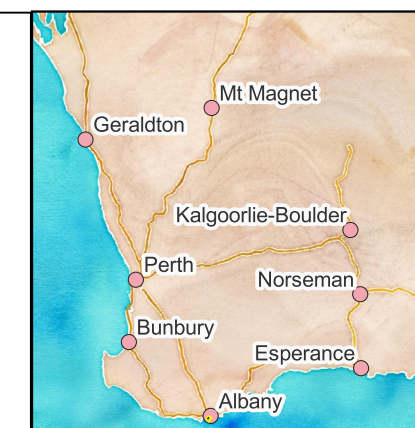 Mt Magnet
Geraldton
Kalgoorlie-Boulder
Perth
Norseman
Bunbury
Esperance
Albany